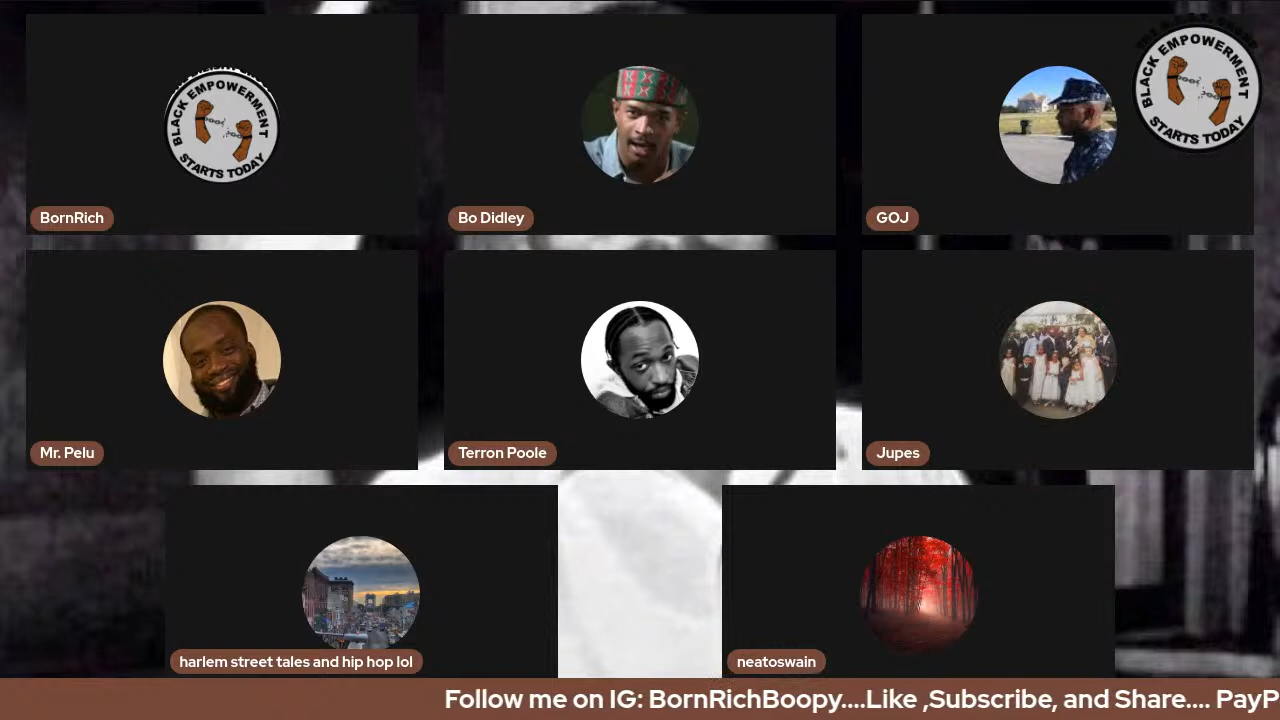 BLACK EMPOWERMENT
STARTS TODAY
BLACK EMPOWERMENT
STARTS TODAY
BornRich
Bo Didley
GOJ
Mr. Pelu
Terron Poole
Jupes
harlem street tales and hip hop lol
neatoswain
Follow me on IG: BornRichBoopy....Like ,Subscribe, and Share.... PayP